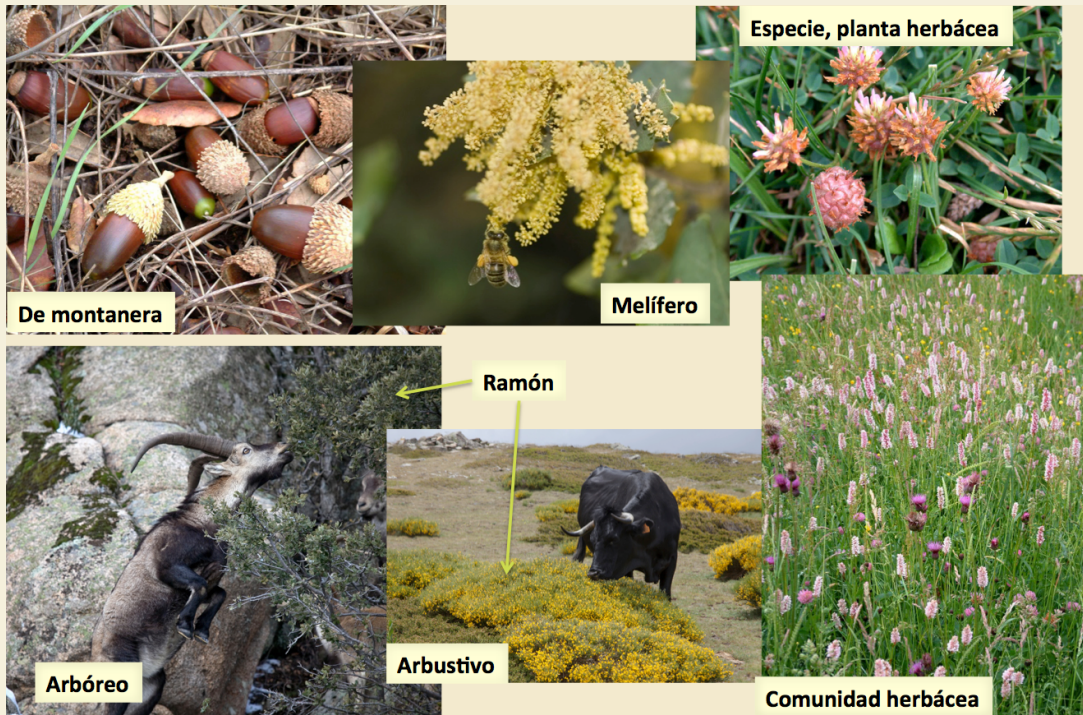 Especie, planta herbácea
De montanera
Melífero
Ramón
Arbóreo
Arbustivo
Comunidad herbácea